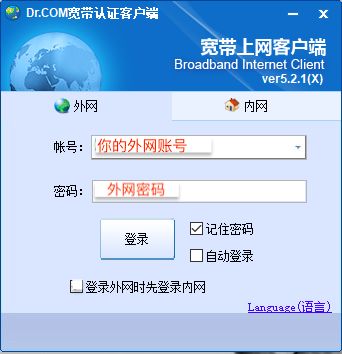 Dr.COM宽带认证客户端
宽带上网客户端
Broadband Internet Client
ver5.2.1(X)
外网
内网
帐号：
你的外网账号
密码：
外网密码
登录
记住密码
自动登录
登录外网时先登录内网
Language(语言)